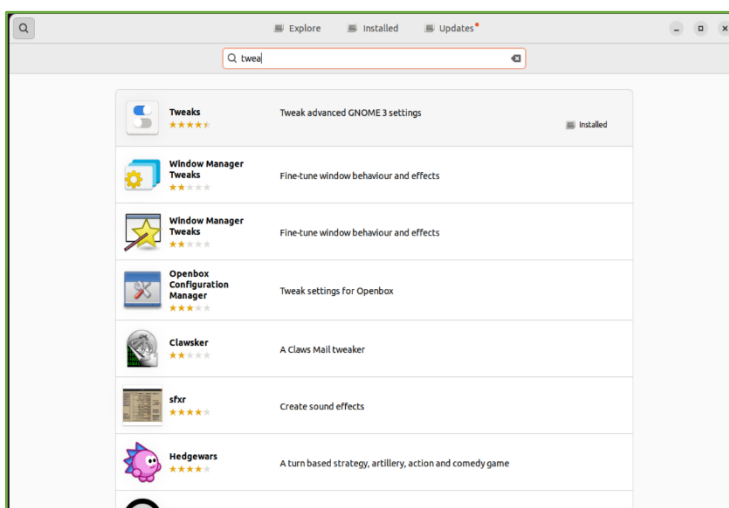 Explore Installed Updates
twea
Tweaks
Tweak advanced GNOME 3 settings
Installed
Window Manager
Tweaks
Fine-tune window behaviour and effects
Window Manager
Tweaks
Fine-tune window behaviour and effects
Openbox
Configuration
Manager
Tweak settings for Openbox
Clawsker
A Claws Mail tweaker
sfxr
Create sound effects
Hedgewars
A turn based strategy, artillery, action and comedy game